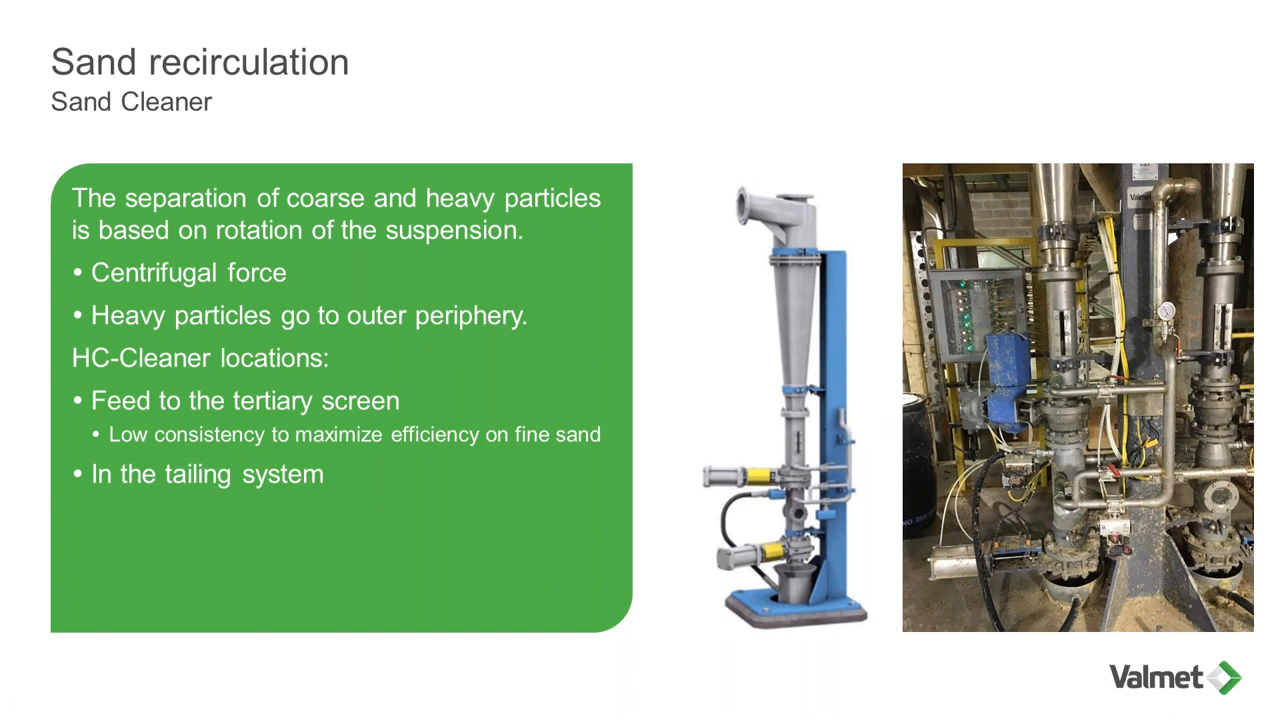 Sand recirculation
Sand Cleaner
The separation of coarse and heavy particles
is based on rotation of the suspension.
• Centrifugal force
• Heavy particles go to outer periphery.
HC-Cleaner locations:
• Feed to the tertiary screen
• Low consistency to maximize efficiency on fine sand
• In the tailing system
Valmet
Valmet